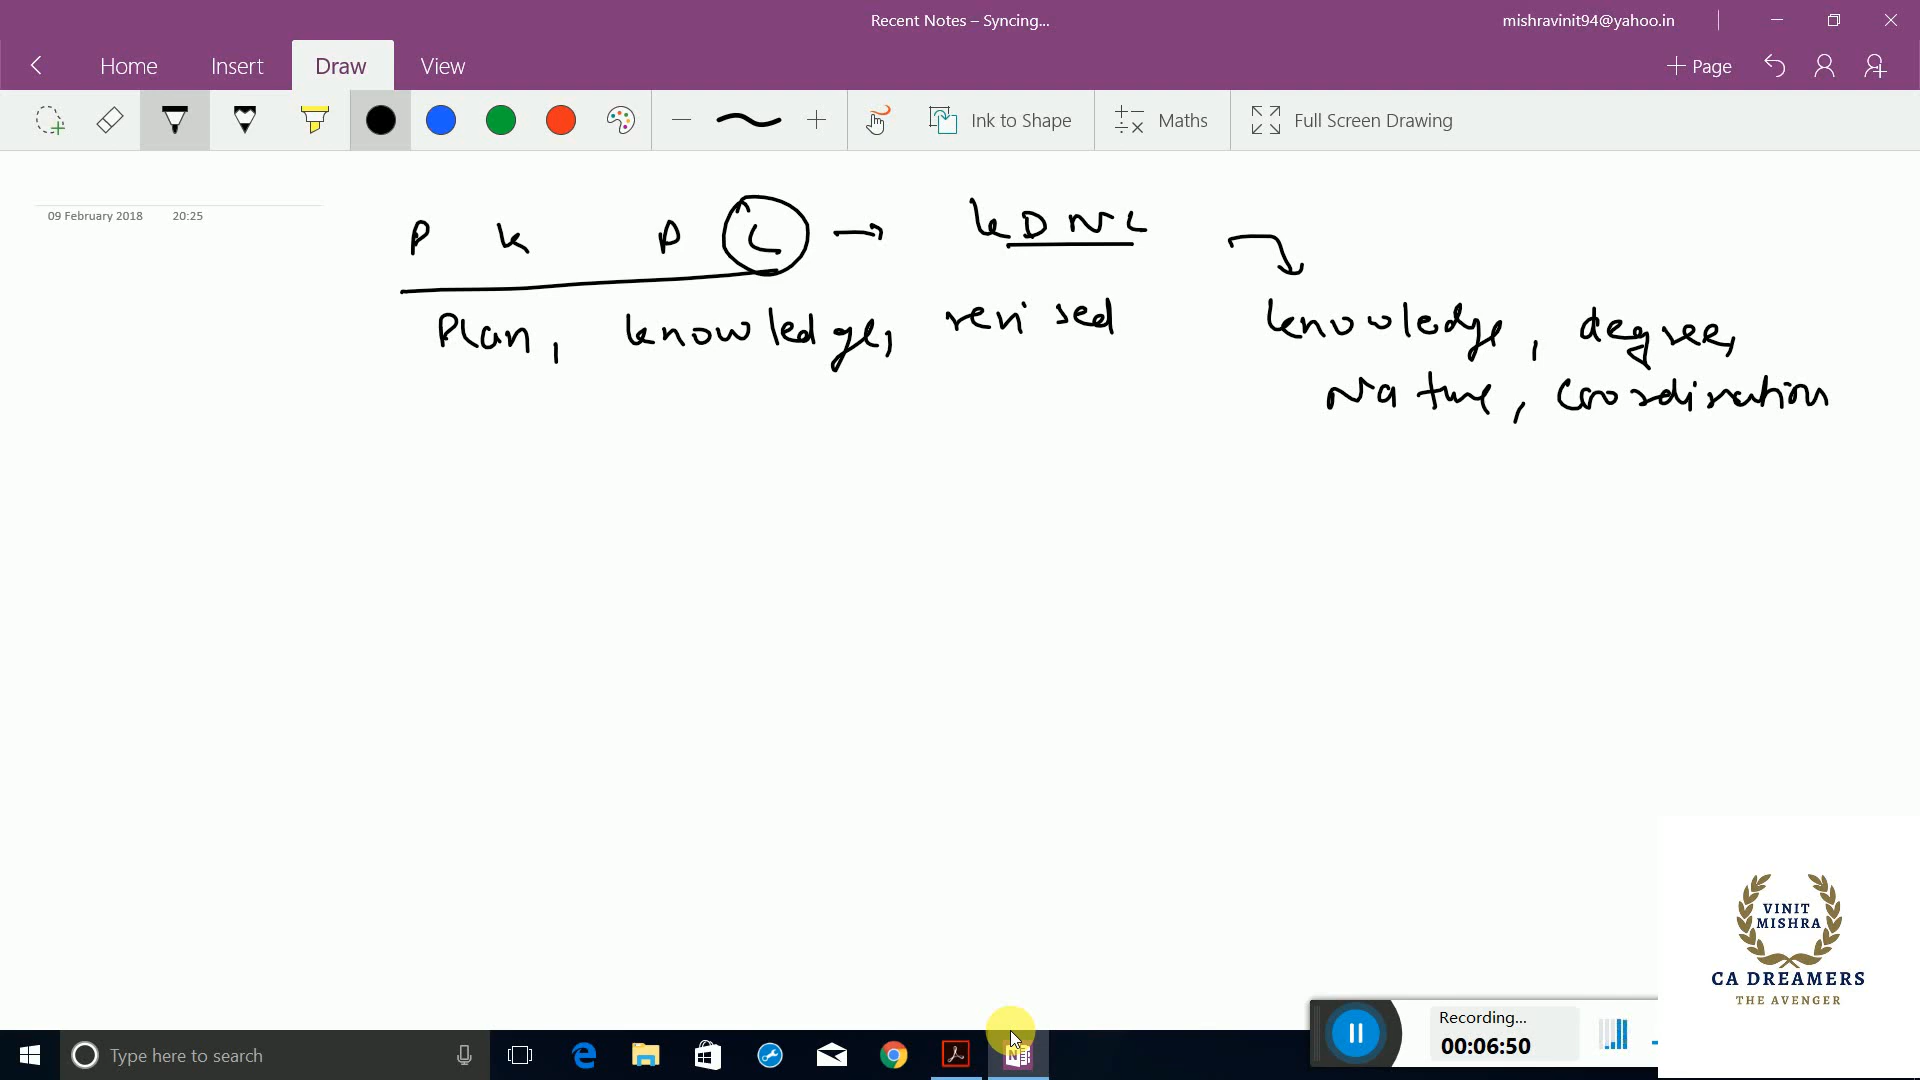 Recent Notes – Syncing...
mishravinit94@yahoo.in
Home Insert Draw View
Page
Ink to Shape Maths Full Screen Drawing
09 February 2018 20:25
P K P C → KDNC
Plan, knowledge, revised
knowledge, degree,
Nature, Coordination
VINIT
MISHRA
CA DREAMERS
THE AVENGER
Recording...
00:06:50
Type here to search